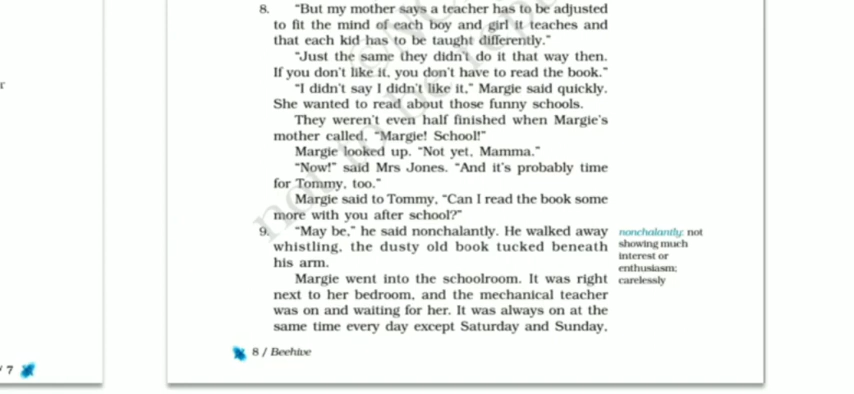 8. "But my mother says a teacher has to be adjusted
to fit the mind of each boy and girl it teaches and
that each kid has to be taught differently."
"Just the same they didn't do it that way then.
If you don't like it, you don't have to read the book."
"I didn't say I didn't like it," Margie said quickly.
She wanted to read about those funny schools.
They weren't even half finished when Margie's
mother called, "Margie! School!"
Margie looked up. "Not yet, Mamma."
"Now!" said Mrs Jones. "And it's probably time
for Tommy, too."
Margie said to Tommy, "Can I read the book some
more with you after school?"
9. "May be," he said nonchalantly. He walked away
whistling, the dusty old book tucked beneath
his arm.
nonchalantly: not
showing much
interest or
enthusiasm;
carelessly
Margie went into the schoolroom. It was right
next to her bedroom, and the mechanical teacher
was on and waiting for her. It was always on at the
same time every day except Saturday and Sunday,
8 / Beehive
/ 7